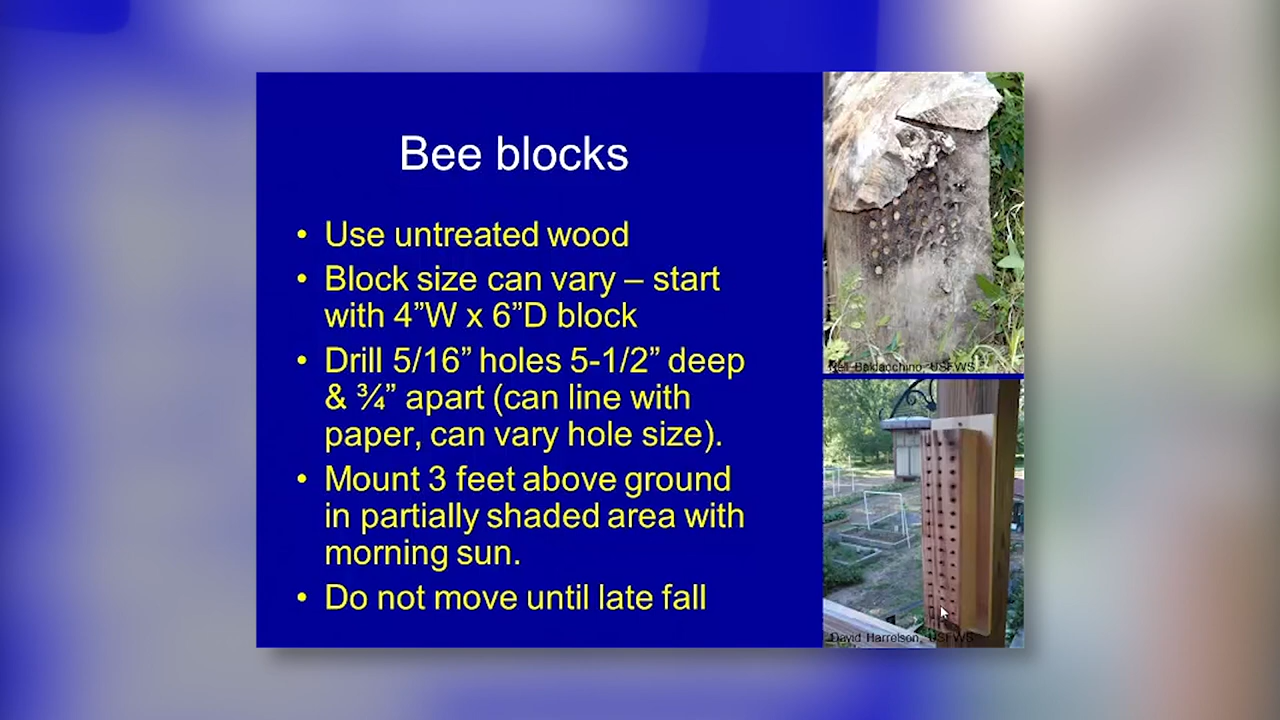 Bee blocks
• Use untreated wood
• Block size can vary – start
with 4”W x 6”D block
• Drill 5/16” holes 5-1/2” deep
& ¾” apart (can line with
paper, can vary hole size).
• Mount 3 feet above ground
in partially shaded area with
morning sun.
• Do not move until late fall
Neil Baldacchino, USFWS
David Harrelson, USFWS